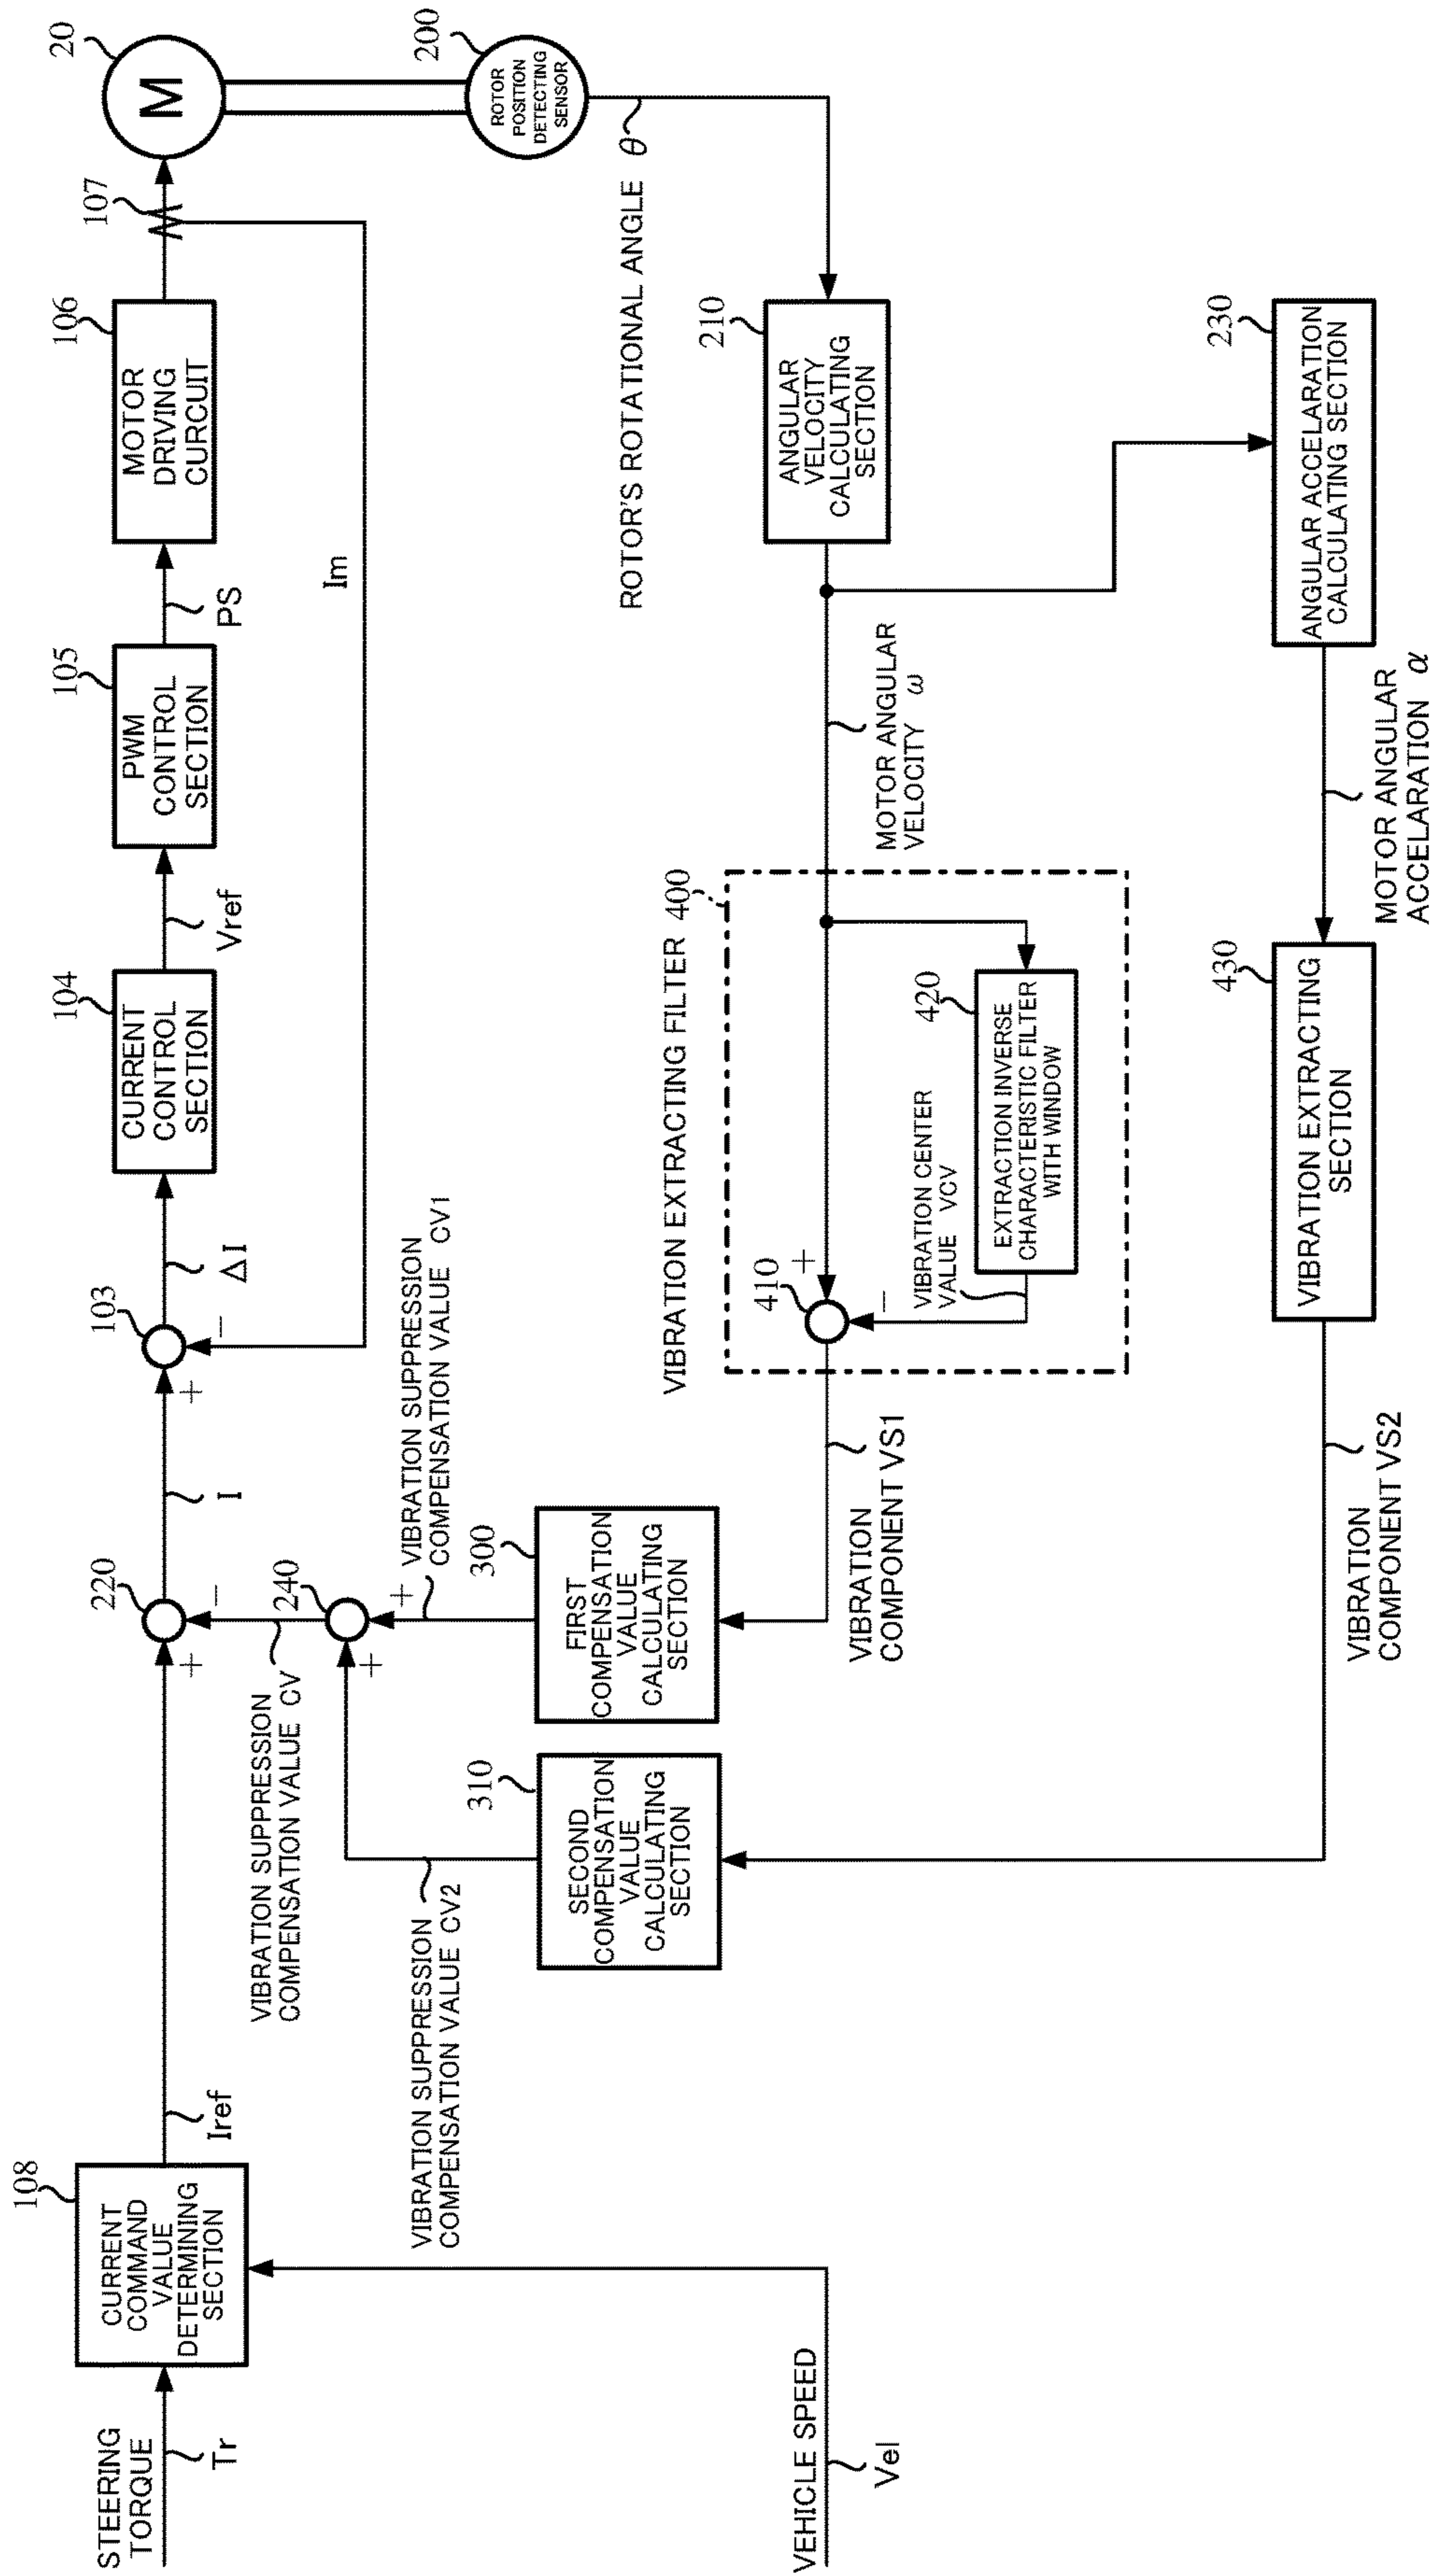 STEERING
TORQUE
Tr
108
CURRENT
COMMAND
VALUE
DETERMINING
SECTION
Iref
VEHICLE SPEED
Vel
220
+
−
I
103
+
−
ΔI
104
CURRENT
CONTROL
SECTION
Vref
105
PWM
CONTROL
SECTION
PS
106
MOTOR
DRIVING
CURCUIT
107
Im
20
M
200
ROTOR
POSITION
DETECTING
SENSOR
ROTOR'S ROTATIONAL ANGLE θ
VIBRATION SUPPRESSION
COMPENSATION VALUE CV
240
+
+
VIBRATION SUPPRESSION
COMPENSATION VALUE CV1
VIBRATION SUPPRESSION
COMPENSATION VALUE CV2
310
SECOND
COMPENSATION
VALUE
CALCULATING
SECTION
300
FIRST
COMPENSATION
VALUE
CALCULATING
SECTION
VIBRATION
COMPONENT VS1
VIBRATION EXTRACTING FILTER 400
410
+
−
VIBRATION CENTER
VALUE VCV
420
EXTRACTION INVERSE
CHARACTERISTIC FILTER
WITH WINDOW
MOTOR ANGULAR
VELOCITY ω
210
ANGULAR
VELOCITY
CALCULATING
SECTION
VIBRATION
COMPONENT VS2
430
VIBRATION EXTRACTING
SECTION
MOTOR ANGULAR
ACCELARATION α
230
ANGULAR ACCELARATION
CALCULATING SECTION